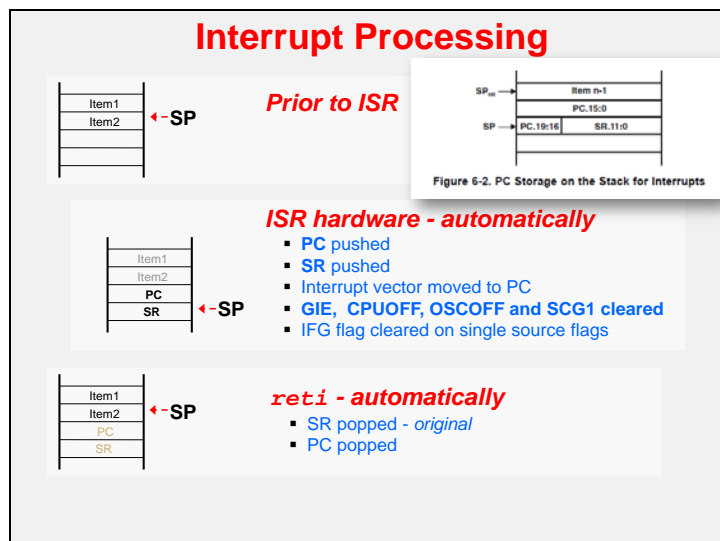 Interrupt Processing
Item1
Item2
SP
Prior to ISR
SPint
Item n-1
PC.15:0
SP
PC.19:16
SR.11:0
Figure 6-2. PC Storage on the Stack for Interrupts
Item1
Item2
PC
SR
SP
ISR hardware - automatically
▪ PC pushed
▪ SR pushed
▪ Interrupt vector moved to PC
▪ GIE, CPUOFF, OSCOFF and SCG1 cleared
▪ IFG flag cleared on single source flags
Item1
Item2
PC
SR
SP
reti - automatically
▪ SR popped - original
▪ PC popped